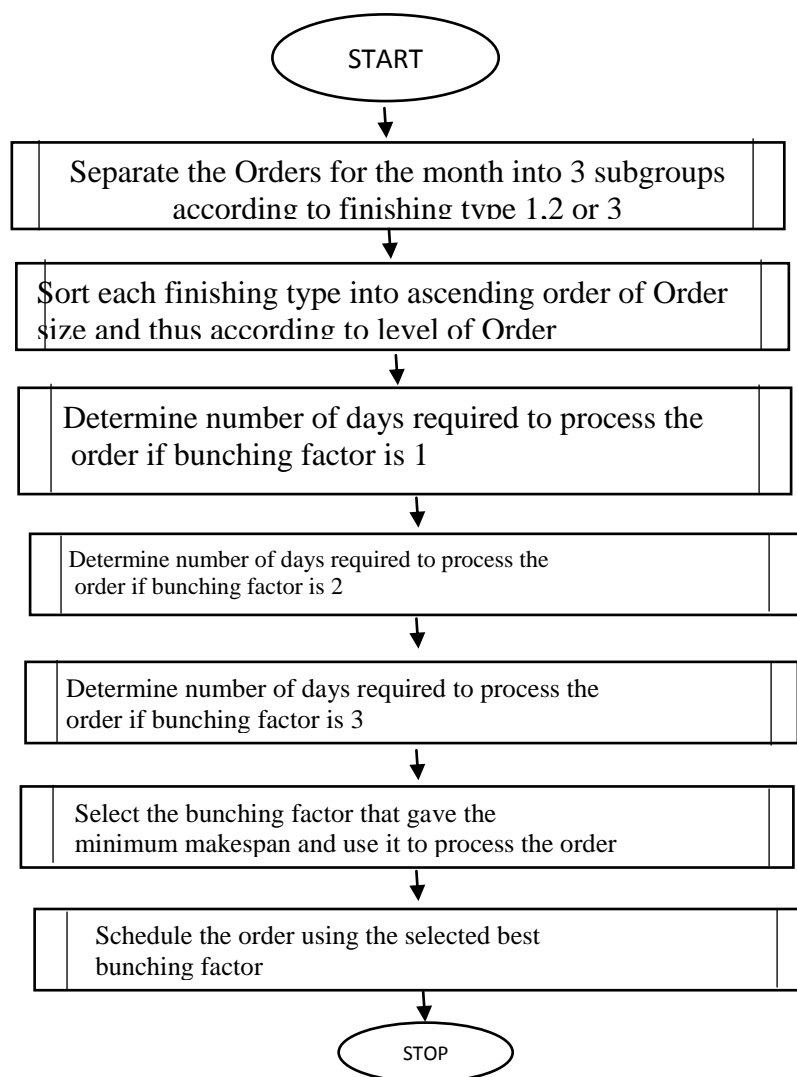 START
Separate the Orders for the month into 3 subgroups
according to finishing type 1,2 or 3
Sort each finishing type into ascending order of Order
size and thus according to level of Order
Determine number of days required to process the
order if bunching factor is 1
Determine number of days required to process the
order if bunching factor is 2
Determine number of days required to process the
order if bunching factor is 3
Select the bunching factor that gave the
minimum makespan and use it to process the order
Schedule the order using the selected best
bunching factor
STOP